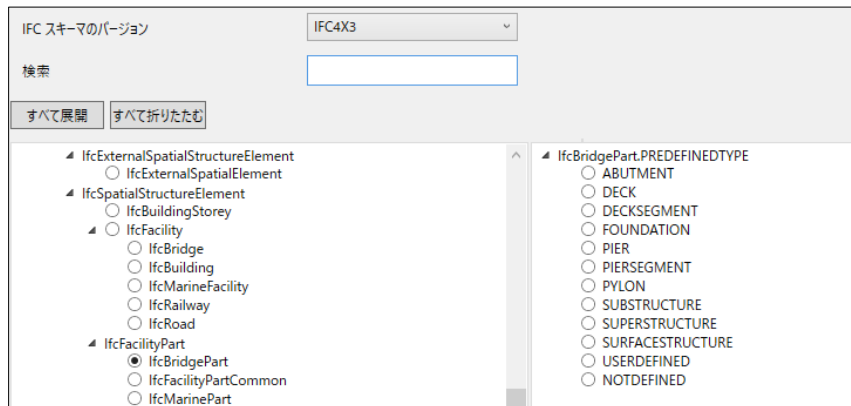 IFC スキーマのバージョン
IFC4X3
検索
すべて展開 すべて折りたたむ
IfcExternalSpatialStructureElement
IfcExternalSpatialElement
IfcSpatialStructureElement
IfcBuildingStorey
IfcFacility
IfcBridge
IfcBuilding
IfcMarineFacility
IfcRailway
IfcRoad
IfcFacilityPart
IfcBridgePart
IfcFacilityPartCommon
IfcMarinePart
IfcBridgePart.PREDEFINEDTYPE
ABUTMENT
DECK
DECKSEGMENT
FOUNDATION
PIER
PIERSEGMENT
PYLON
SUBSTRUCTURE
SUPERSTRUCTURE
SURFACESTRUCTURE
USERDEFINED
NOTDEFINED